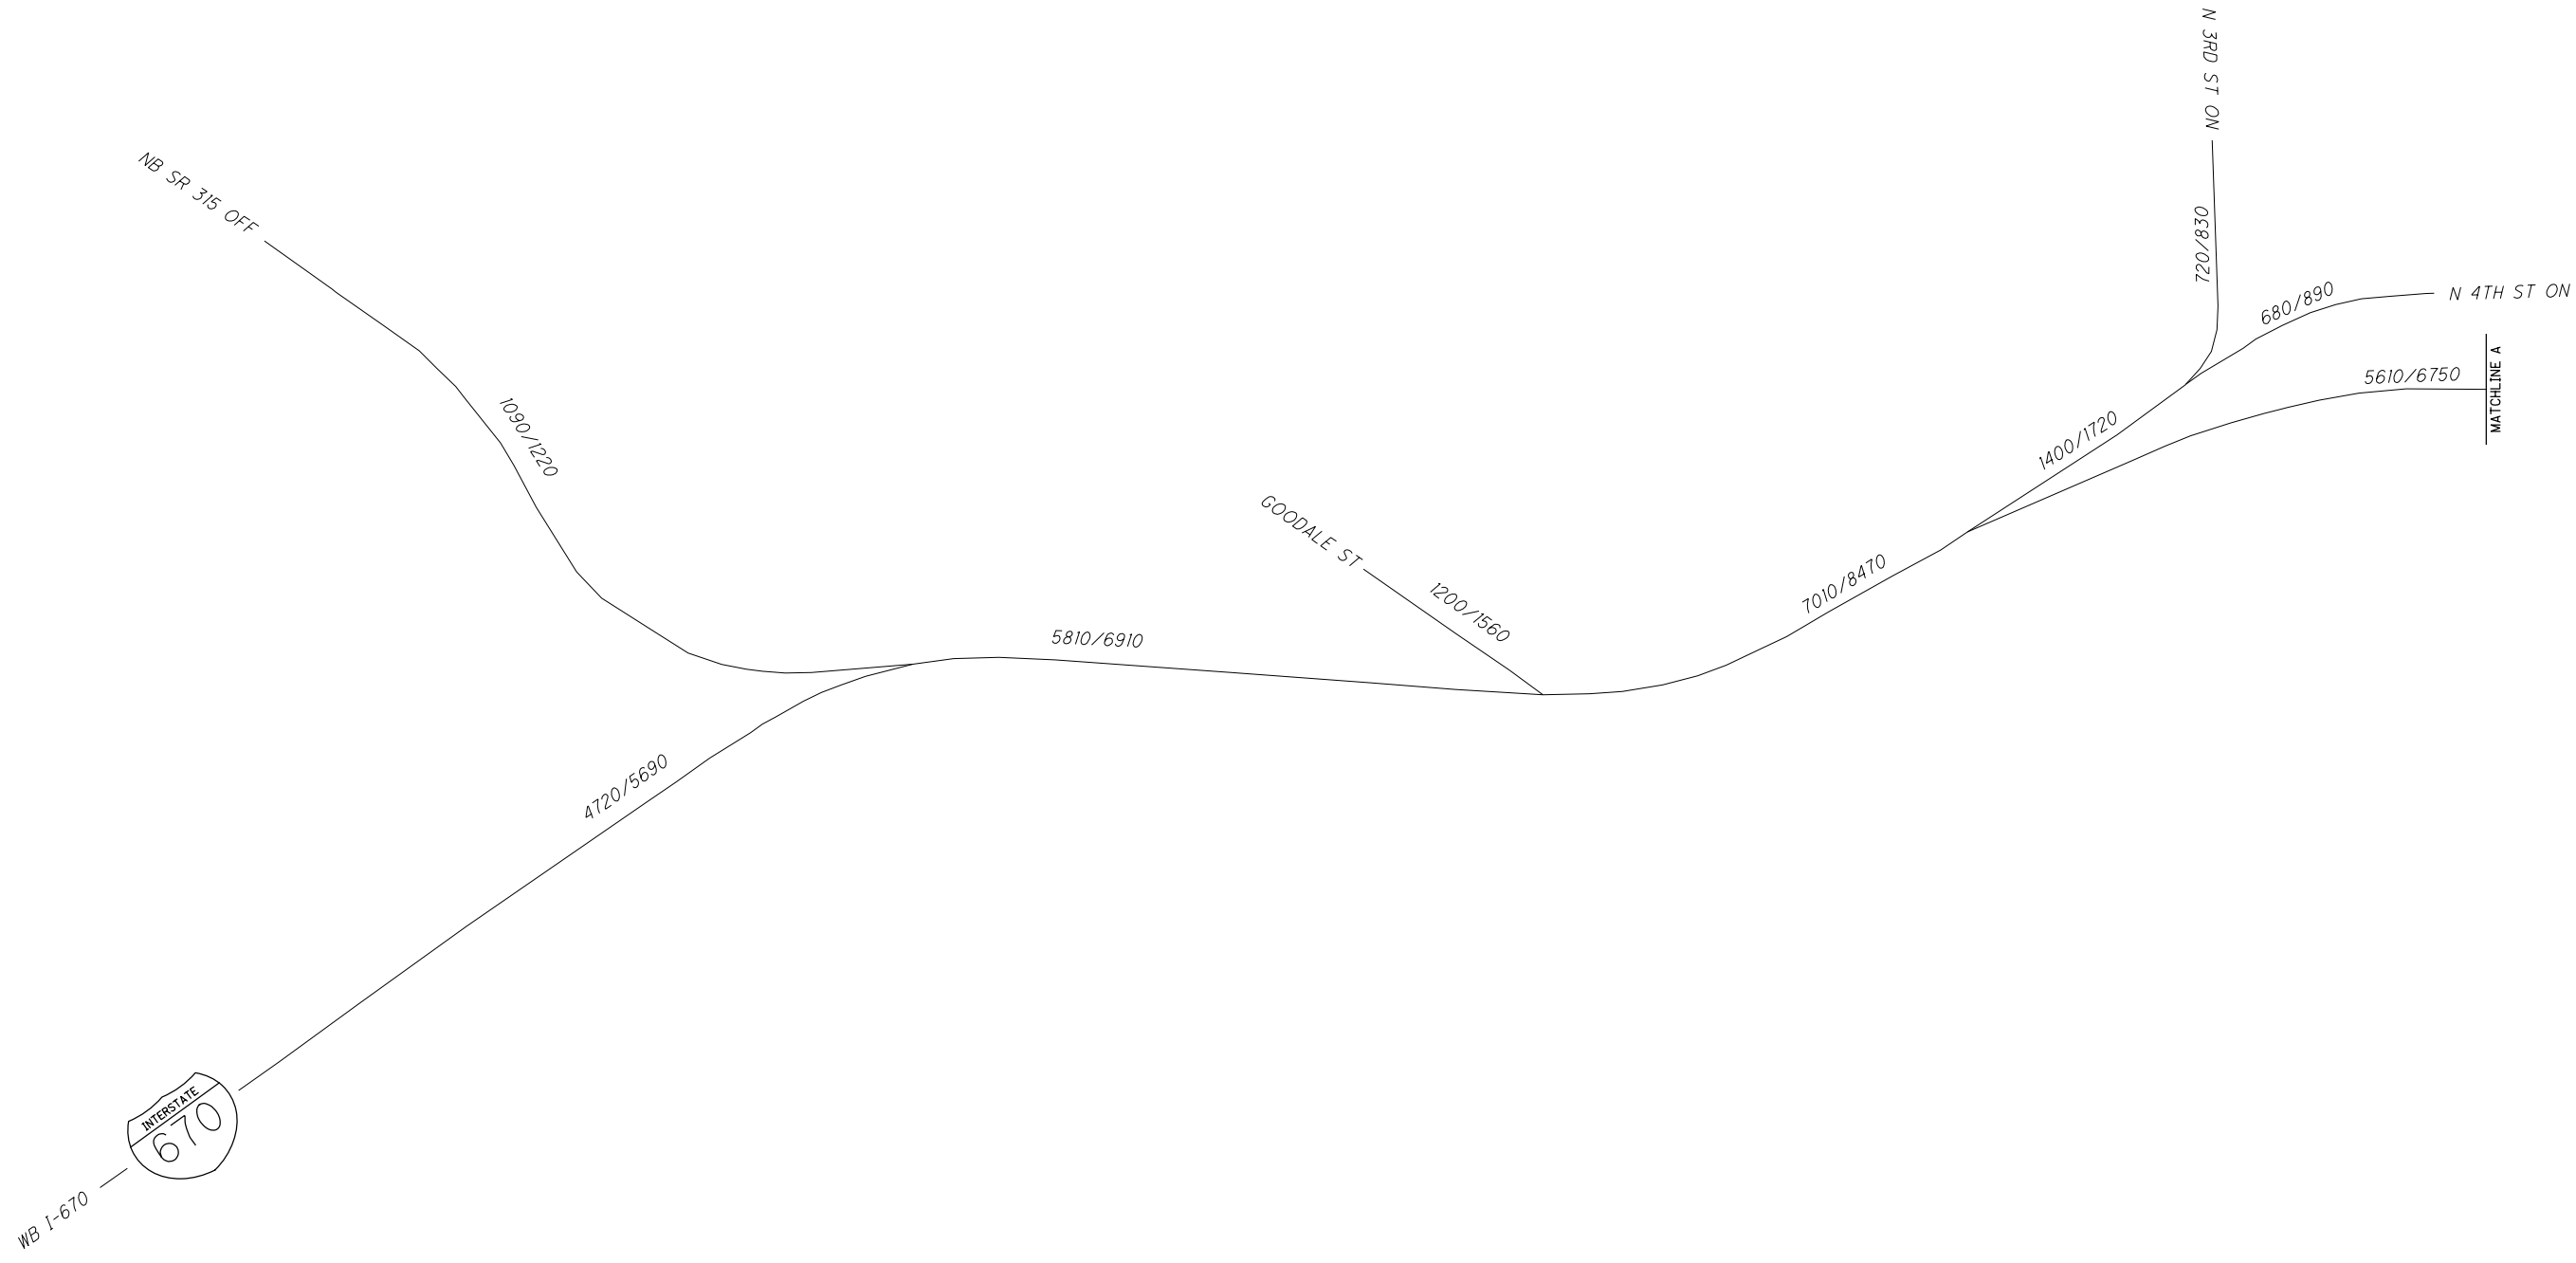 N 3RD ST ON
NB SR 315 OFF
720/830
680/890
N 4TH ST ON
5610/6750
MATCHLINE A
1090/1220
1400/1720
GOODALE ST
1200/1560
7010/8470
5810/6910
4720/5690
INTERSTATE
670
WB I-670